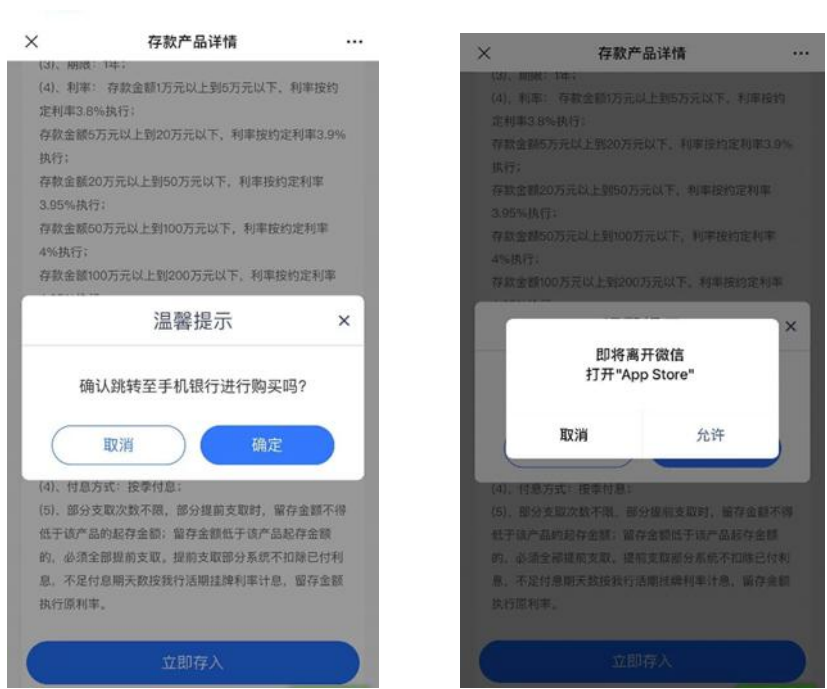 存款产品详情
(3)、期限：1年；
(4)、利率： 存款金额1万元以上到5万元以下，利率按约
定利率3.8%执行；
存款金额5万元以上到20万元以下，利率按约定利率3.9%
执行；
存款金额20万元以上到50万元以下，利率按约定利率
3.95%执行；
存款金额50万元以上到100万元以下，利率按约定利率
4%执行；
存款金额100万元以上到200万元以下，利率按约定利率
温馨提示
确认跳转至手机银行进行购买吗?
取消
确定
(4)、付息方式：按季付息；
(5)、部分支取次数不限，部分提前支取时，留存金额不得
低于该产品的起存金额；留存金额低于该产品起存金额
的，必须全部提前支取，提前支取部分系统不扣除已付利
息，不足付息期天数按我行活期挂牌利率计息，留存金额
执行原利率。
立即存入
存款产品详情
(3)、期限：1年；
(4)、利率： 存款金额1万元以上到5万元以下，利率按约
定利率3.8%执行；
存款金额5万元以上到20万元以下，利率按约定利率3.9%
执行；
存款金额20万元以上到50万元以下，利率按约定利率
3.95%执行；
存款金额50万元以上到100万元以下，利率按约定利率
4%执行；
存款金额100万元以上到200万元以下，利率按约定利率
即将离开微信
打开"App Store"
取消
允许
(4)、付息方式：按季付息；
(5)、部分支取次数不限，部分提前支取时，留存金额不得
低于该产品的起存金额；留存金额低于该产品起存金额
的，必须全部提前支取，提前支取部分系统不扣除已付利
息，不足付息期天数按我行活期挂牌利率计息，留存金额
执行原利率。
立即存入